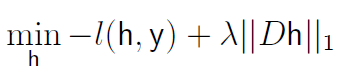 min −l(h, y) + λ||Dh||₁
h